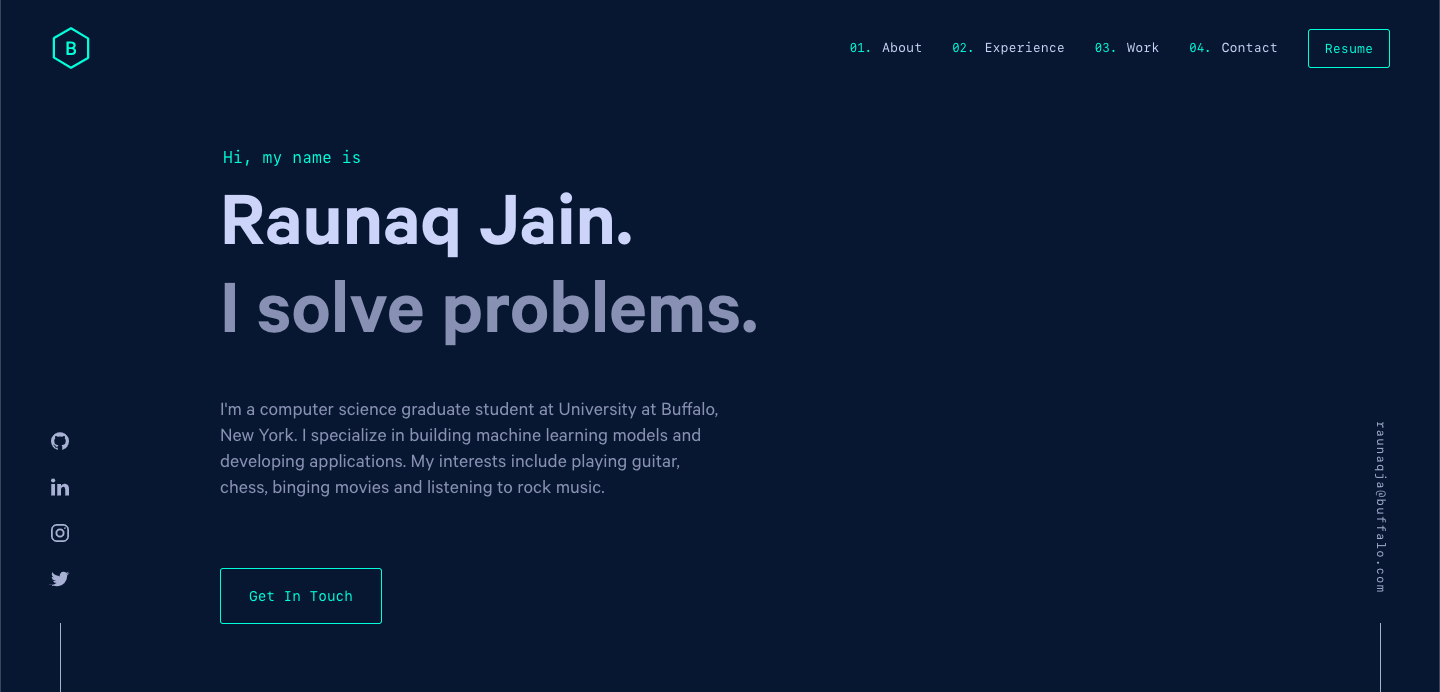 B
01. About 02. Experience 03. Work 04. Contact Resume
Hi, my name is
Raunaq Jain.
I solve problems.
I'm a computer science graduate student at University at Buffalo,
New York. I specialize in building machine learning models and
developing applications. My interests include playing guitar,
chess, binging movies and listening to rock music.
in
Get In Touch
raunaqja@buffalo.com